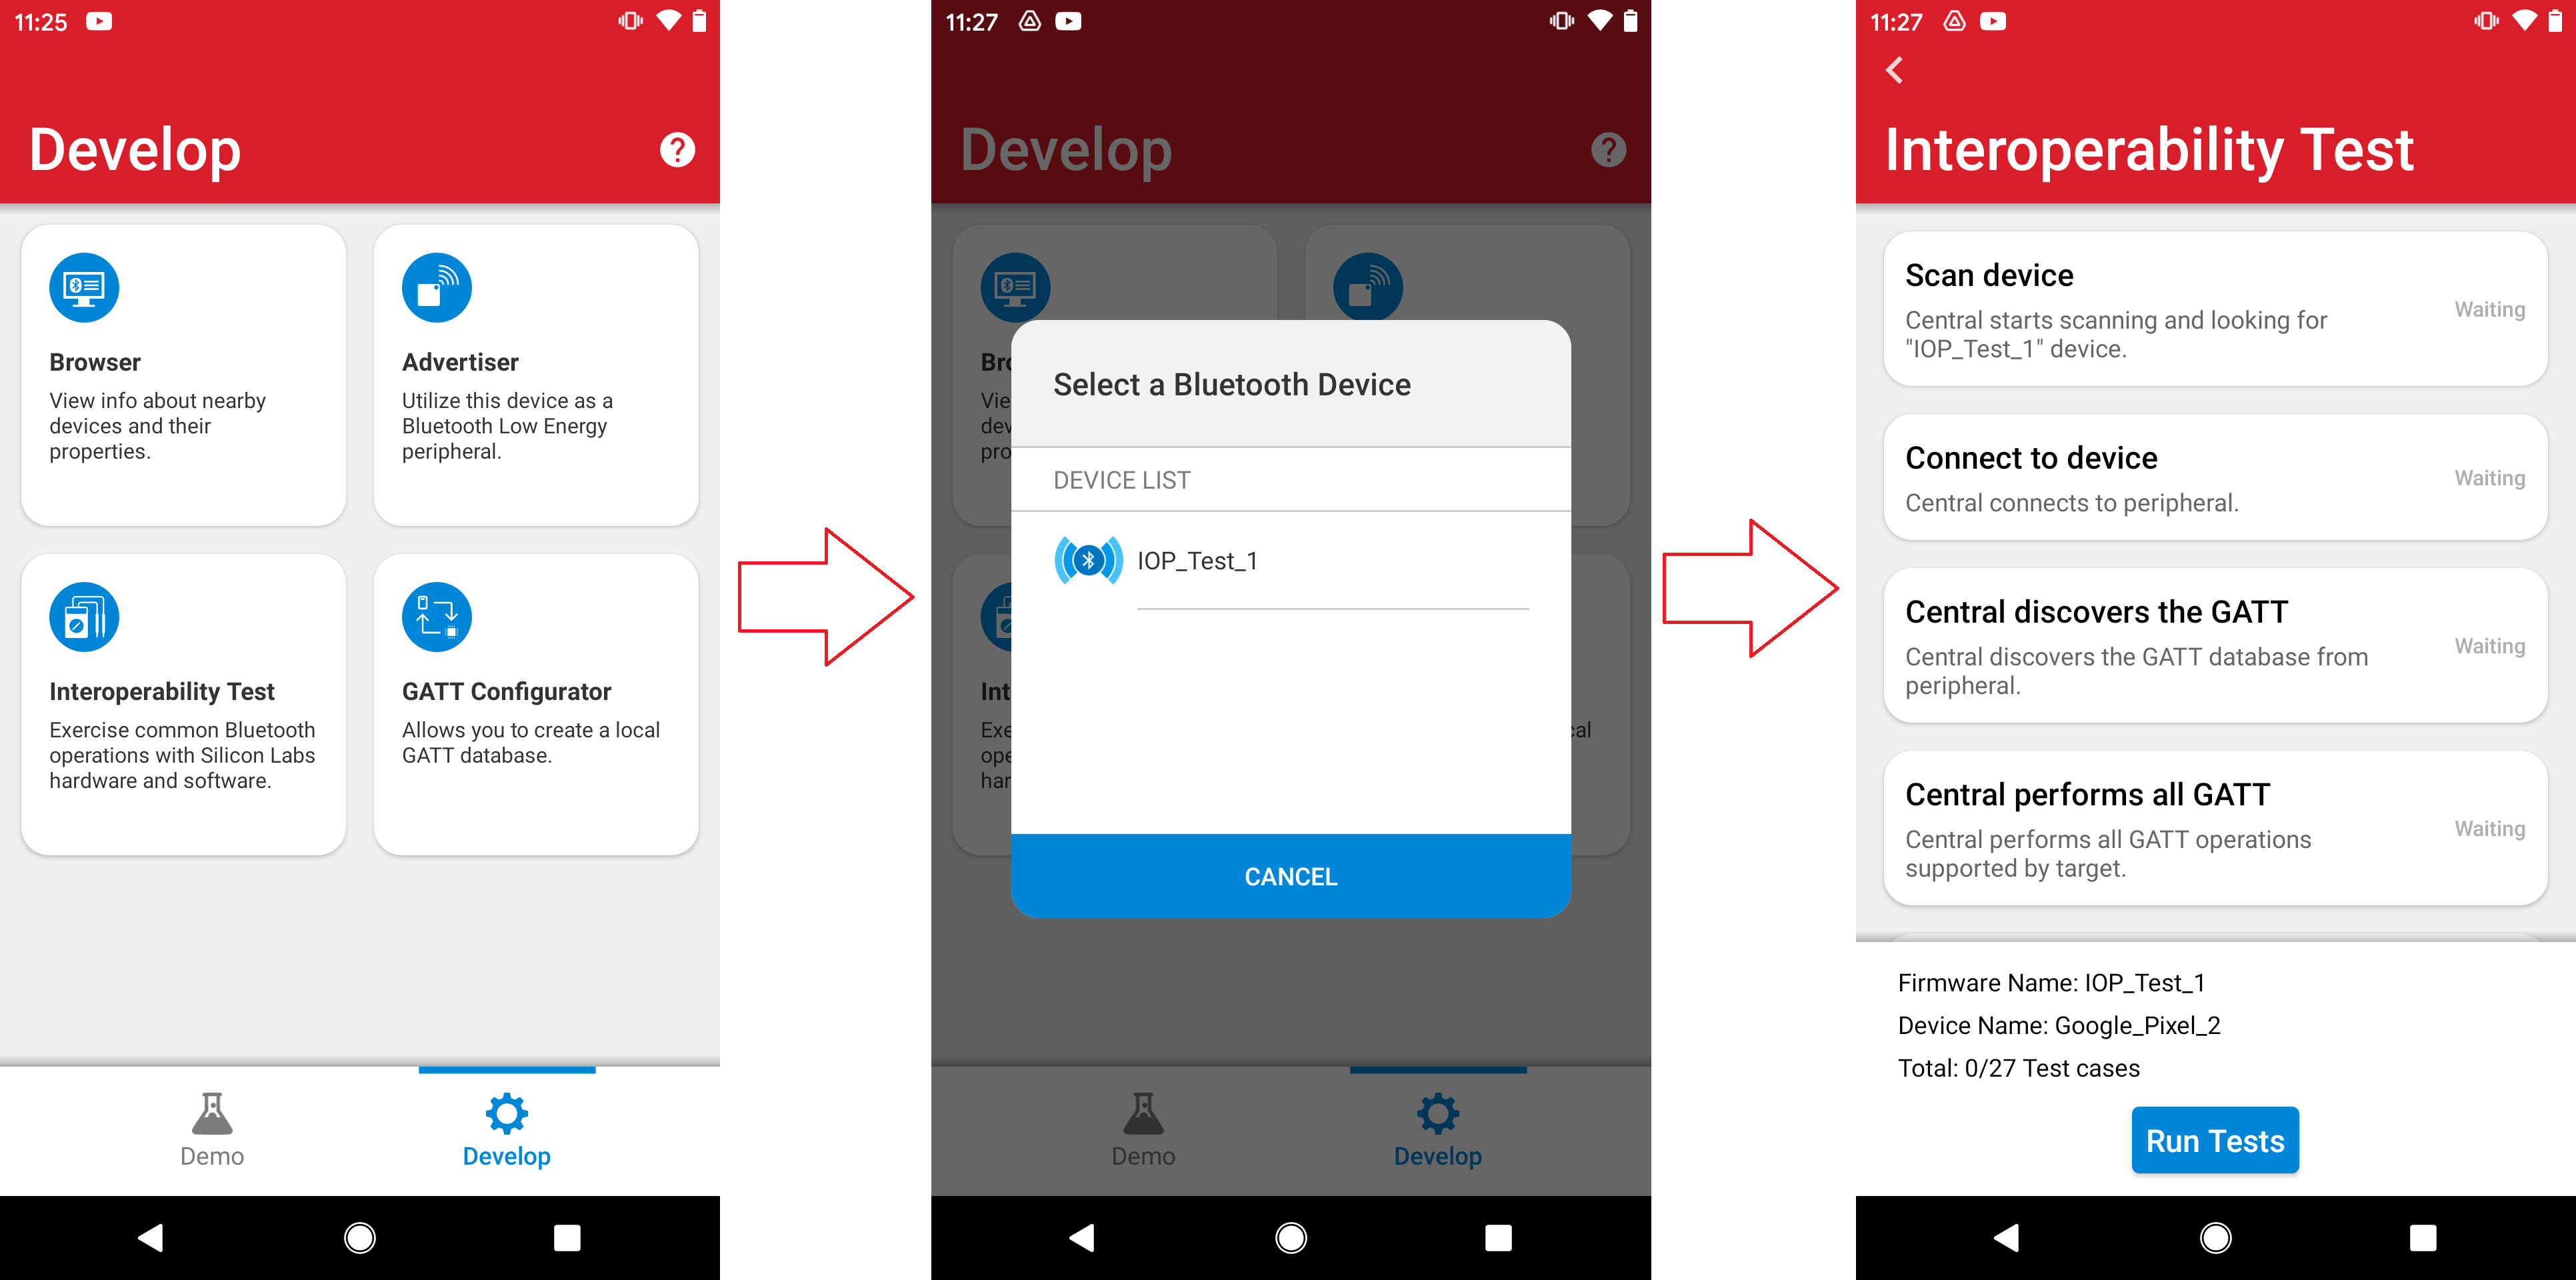 11:25
Develop
?
Browser
View info about nearby
devices and their
properties.
Advertiser
Utilize this device as a
Bluetooth Low Energy
peripheral.
Interoperability Test
Exercise common Bluetooth
operations with Silicon Labs
hardware and software.
GATT Configurator
Allows you to create a local
GATT database.
Demo
Develop
11:27
Develop
?
Bro
Vie
dev
pro
Select a Bluetooth Device
DEVICE LIST
IOP_Test_1
Int
Exe
ope
har
cal
CANCEL
Demo
Develop
11:27
Interoperability Test
Scan device
Central starts scanning and looking for
"IOP_Test_1" device.
Waiting
Connect to device
Central connects to peripheral.
Waiting
Central discovers the GATT
Central discovers the GATT database from
peripheral.
Waiting
Central performs all GATT
Central performs all GATT operations
supported by target.
Waiting
Firmware Name: IOP_Test_1
Device Name: Google_Pixel_2
Total: 0/27 Test cases
Run Tests